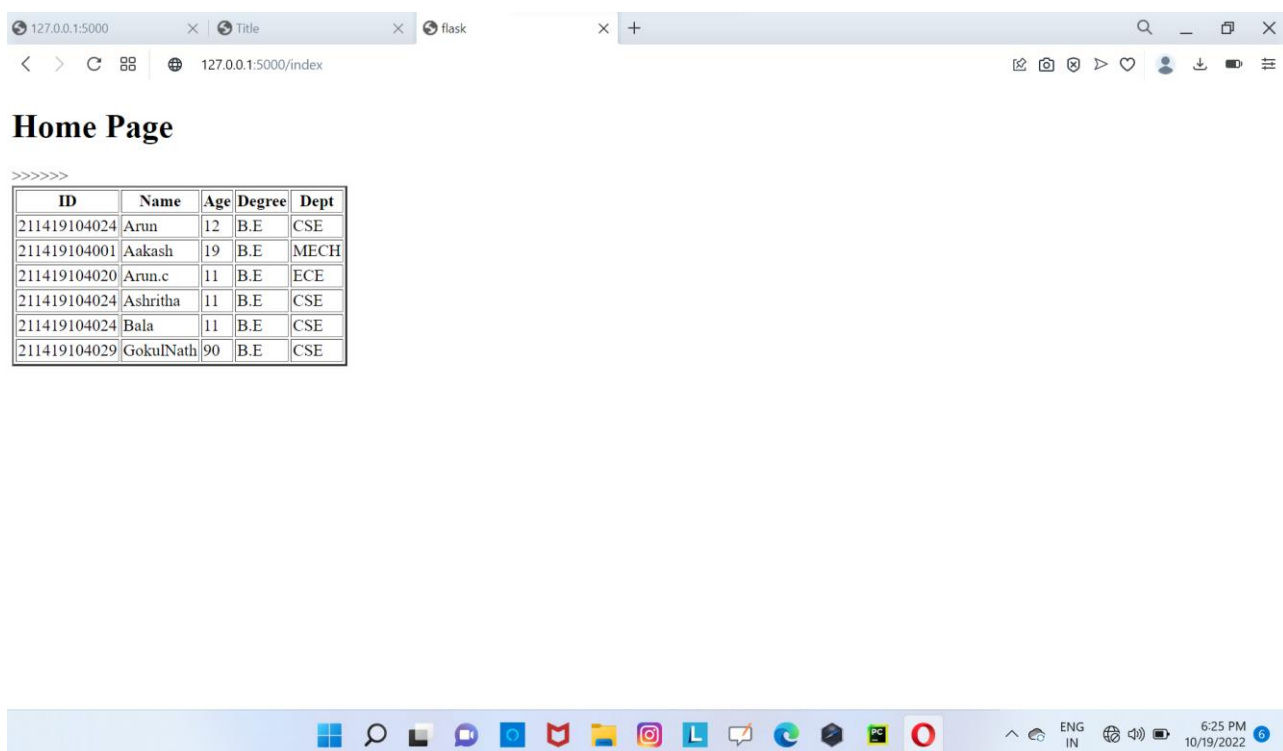 127.0.0.1:5000 Title flask
127.0.0.1:5000/index
Home Page
>>>>>>
ID Name Age Degree Dept
211419104024 Arun 12 B.E CSE
211419104001 Aakash 19 B.E MECH
211419104020 Arun.c 11 B.E ECE
211419104024 Ashritha 11 B.E CSE
211419104024 Bala 11 B.E CSE
211419104029 GokulNath 90 B.E CSE
L PC ENG 6:25 PM 6
IN 10/19/2022